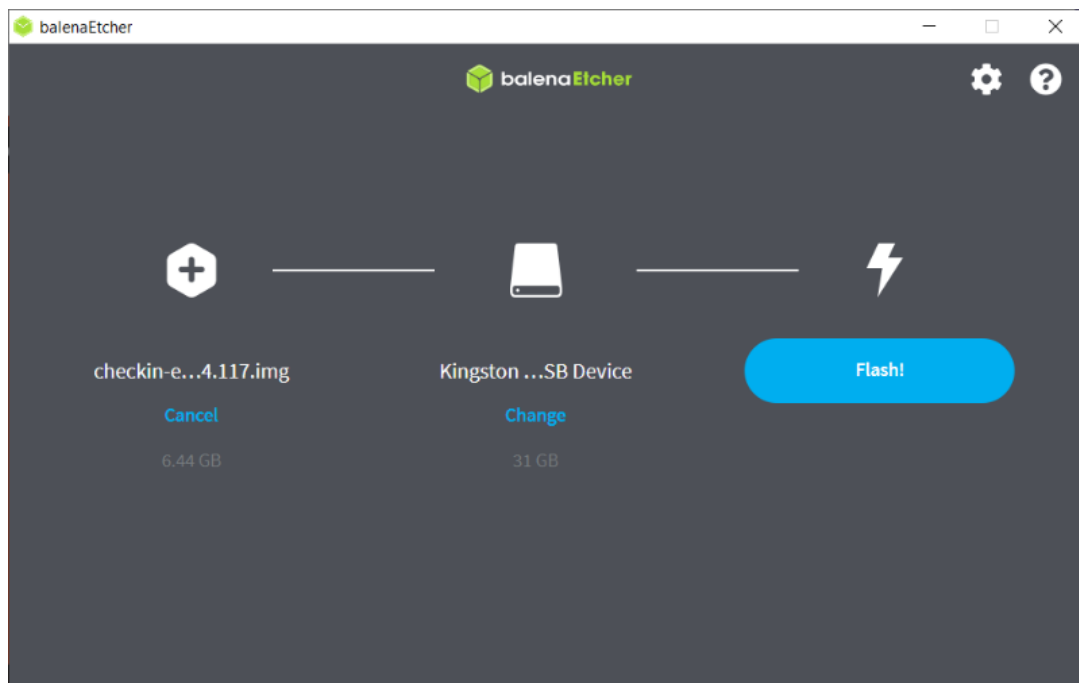 balenaEtcher
balenaEtcher
checkin-e...4.117.img
Cancel
6.44 GB
Kingston ...SB Device
Change
31 GB
Flash!